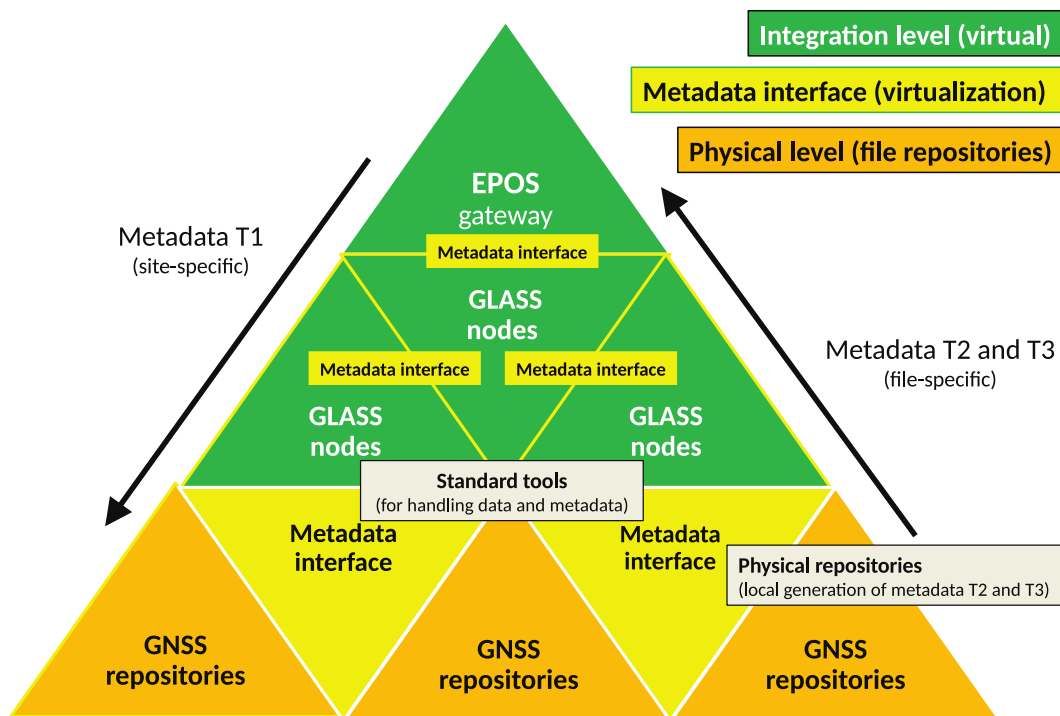 Integration level (virtual)
Metadata interface (virtualization)
Physical level (file repositories)
EPOS
gateway
Metadata T1
(site-specific)
Metadata interface
GLASS
nodes
Metadata T2 and T3
(file-specific)
Metadata interface
Metadata interface
GLASS
nodes
GLASS
nodes
Standard tools
(for handling data and metadata)
Metadata
interface
Metadata
interface
Physical repositories
(local generation of metadata T2 and T3)
GNSS
repositories
GNSS
repositories
GNSS
repositories